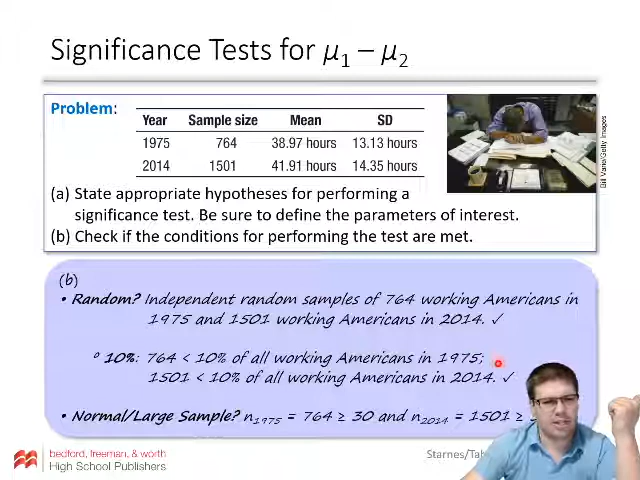 Significance Tests for μ1 – μ2
Problem:
Year Sample size Mean SD
1975 764 38.97 hours 13.13 hours
2014 1501 41.91 hours 14.35 hours
Bill Varie/Getty Images
(a) State appropriate hypotheses for performing a
significance test. Be sure to define the parameters of interest.
(b) Check if the conditions for performing the test are met.
(b)
• Random? Independent random samples of 764 working Americans in
1975 and 1501 working Americans in 2014. ✓
° 10%: 764 < 10% of all working Americans in 1975;
1501 < 10% of all working Americans in 2014. ✓
• Normal/Large Sample? n1975 = 764 ≥ 30 and n2014 = 1501 ≥
bedford, freeman, & worth
High School Publishers
Starnes/Ta